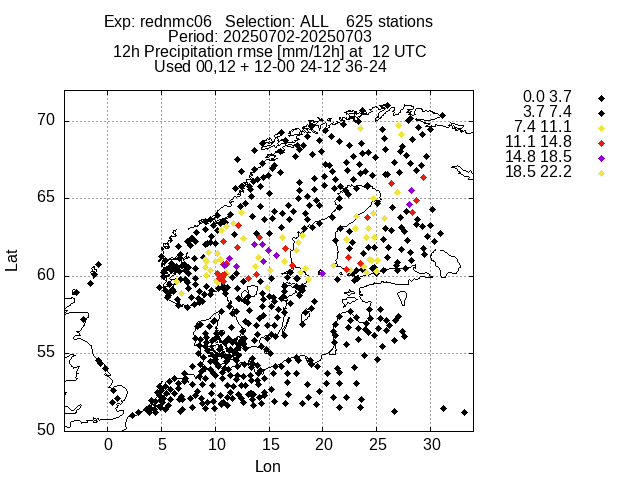 Exp: rednmc06   Selection: ALL    625 stations
Period: 20250702-20250703
12h Precipitation rmse [mm/12h] at  12 UTC
Used 00,12 + 12-00 24-12 36-24
0.0 3.7
3.7 7.4
7.4 11.1
11.1 14.8
14.8 18.5
18.5 22.2
70
65
60
55
50
Lat
0 5 10 15 20 25 30
Lon